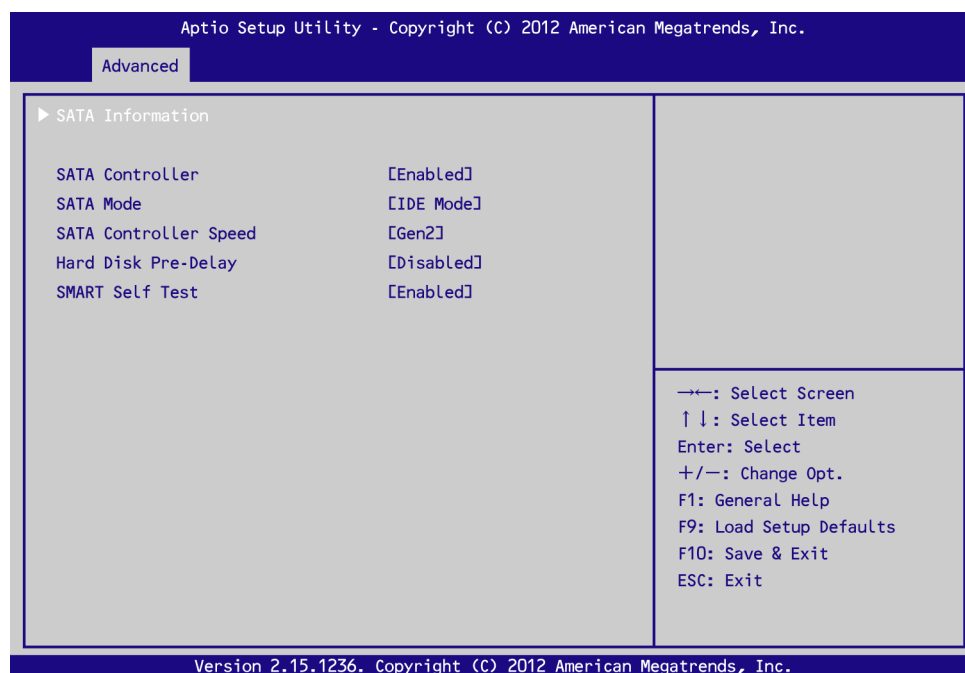 Aptio Setup Utility - Copyright (C) 2012 American Megatrends, Inc.
Advanced
SATA Information
SATA Controller [Enabled]
SATA Mode [IDE Mode]
SATA Controller Speed [Gen2]
Hard Disk Pre-Delay [Disabled]
SMART Self Test [Enabled]
→←: Select Screen
↑↓: Select Item
Enter: Select
+/-: Change Opt.
F1: General Help
F9: Load Setup Defaults
F10: Save & Exit
ESC: Exit
Version 2.15.1236. Copyright (C) 2012 American Megatrends, Inc.